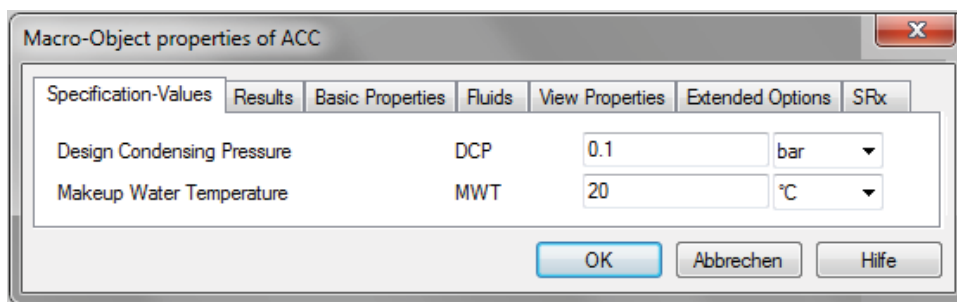 Macro-Object properties of ACC
Specification-Values Results Basic Properties Fluids View Properties Extended Options SRx
Design Condensing Pressure DCP 0.1 bar
Makeup Water Temperature MWT 20 °C
OK Abbrechen Hilfe